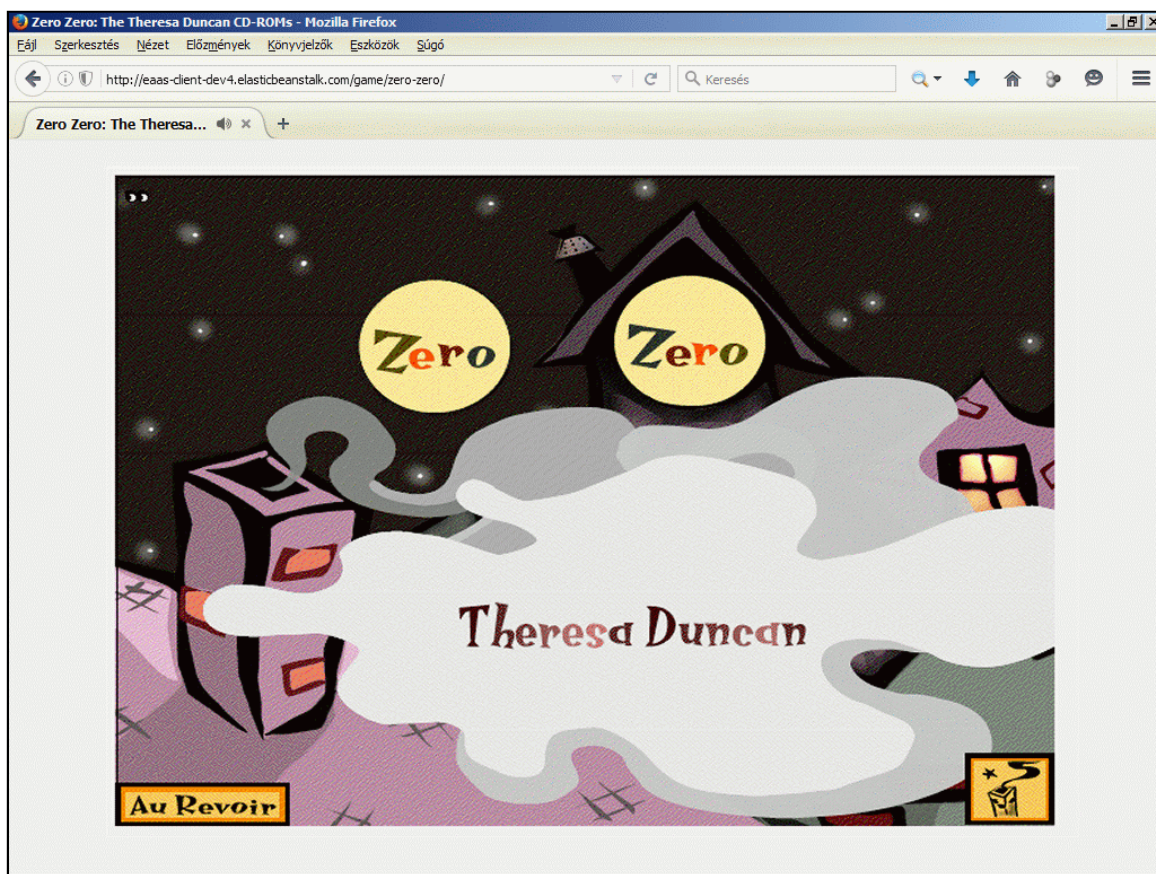 Zero Zero: The Theresa Duncan CD-ROMs - Mozilla Firefox
Fájl Szerkesztés Nézet Előzmények Könyvjelzők Eszközök Súgó
http://eaas-client-dev4.elasticbeanstalk.com/game/zero-zero/ Keresés
Zero Zero: The Theresa...
Zero Zero
Theresa Duncan
Au Revoir